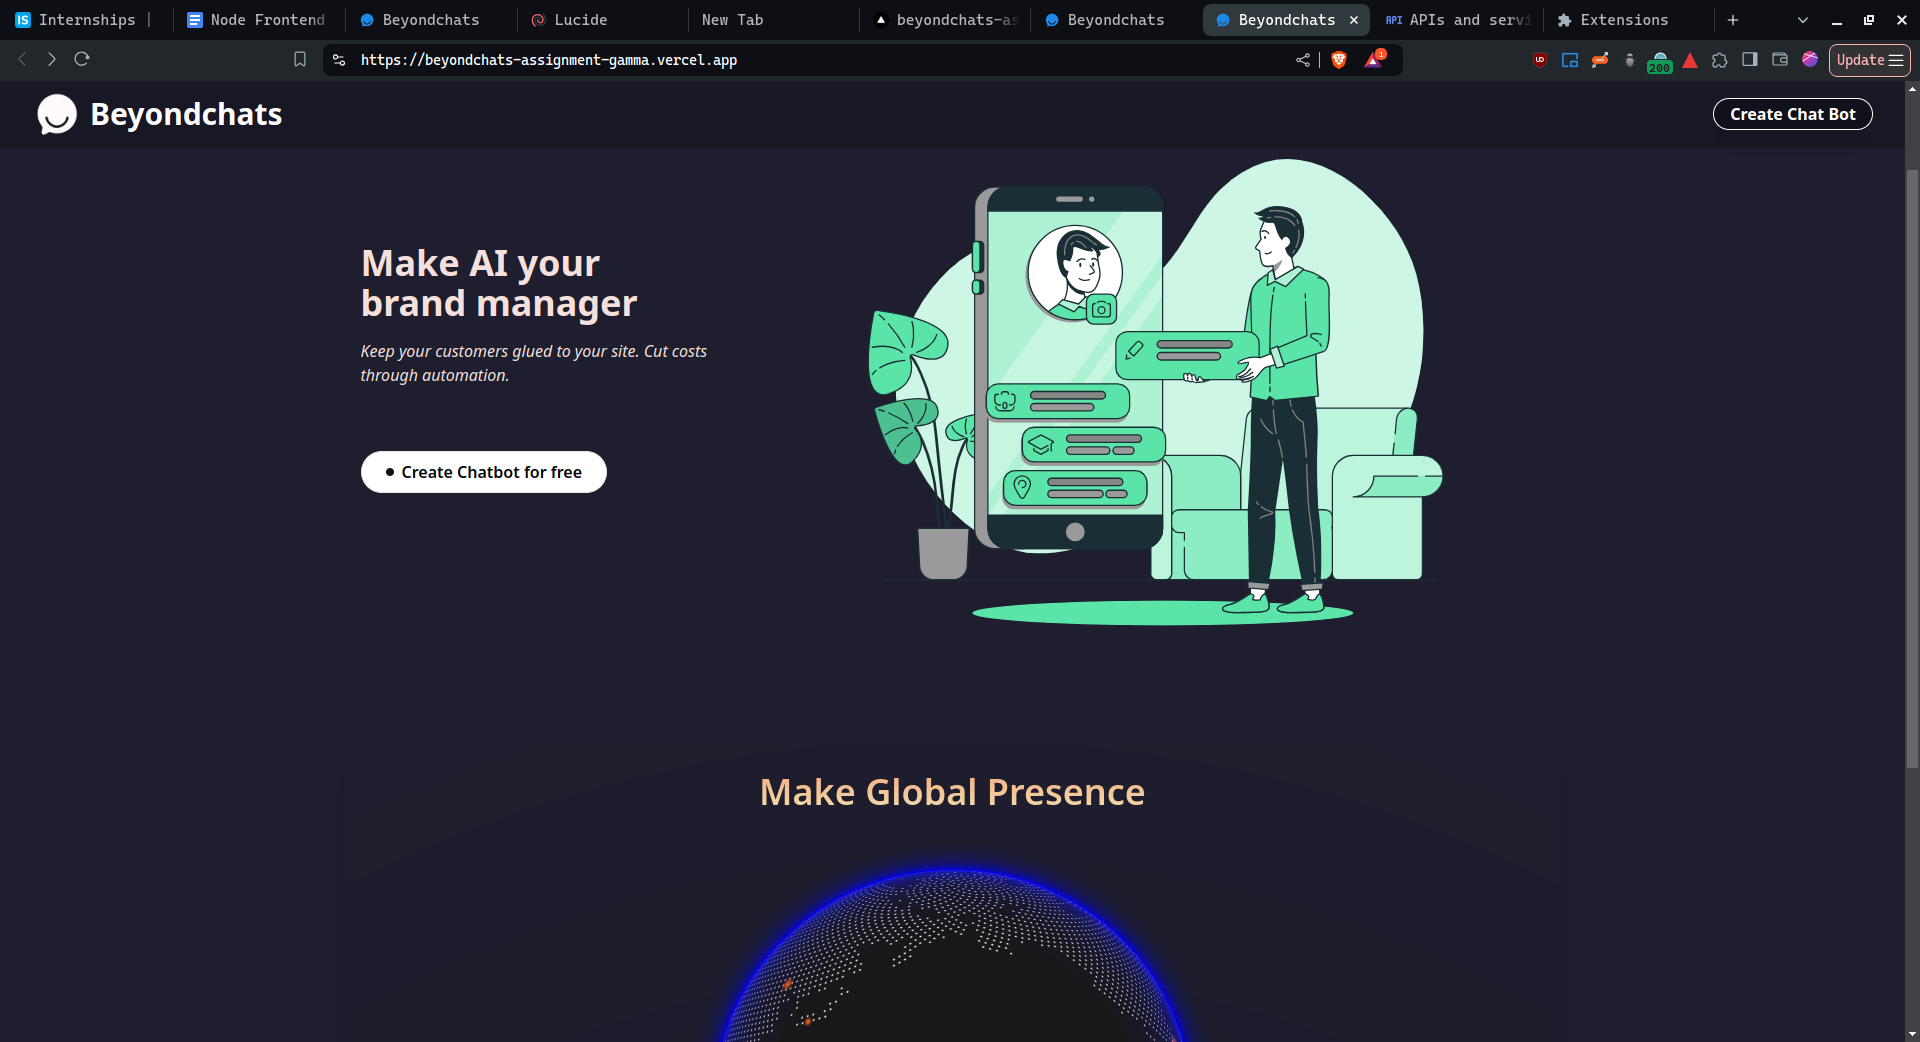 Internships |
Node Frontend
Beyondchats
Lucide
New Tab
beyondchats-as
Beyondchats
Beyondchats
API APIs and servi
Extensions
https://beyondchats-assignment-gamma.vercel.app
1
200
Update
Beyondchats
Create Chat Bot
Make AI your
brand manager
Keep your customers glued to your site. Cut costs
through automation.
Create Chatbot for free
Make Global Presence